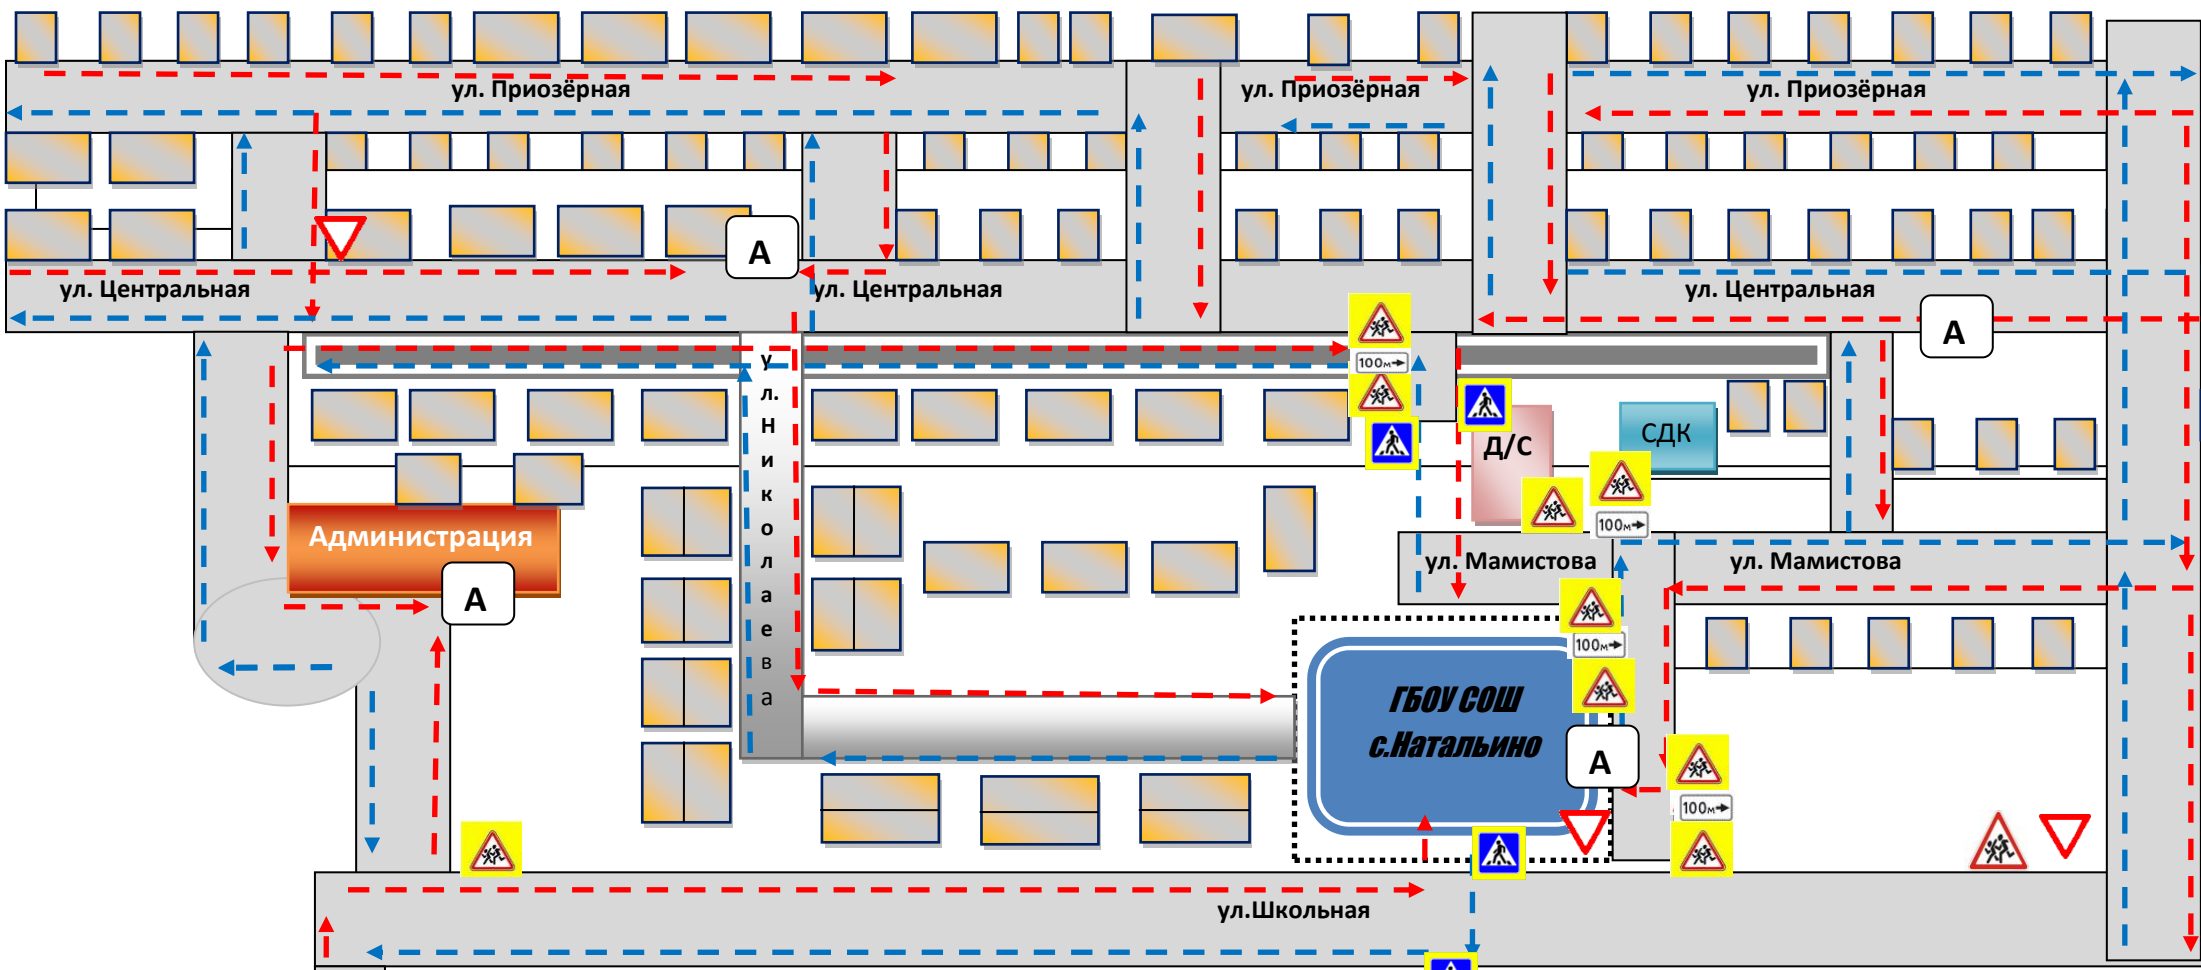 ул. Приозёрная
ул. Приозёрная
ул. Приозёрная
А
ул. Центральная
ул. Центральная
ул. Центральная
А
ул. Николаева
100м
Д/С
СДК
100м
Администрация
А
ул. Мамистова
ул. Мамистова
100м
ГБОУ СОШ
с.Натальино
А
100м
ул.Школьная